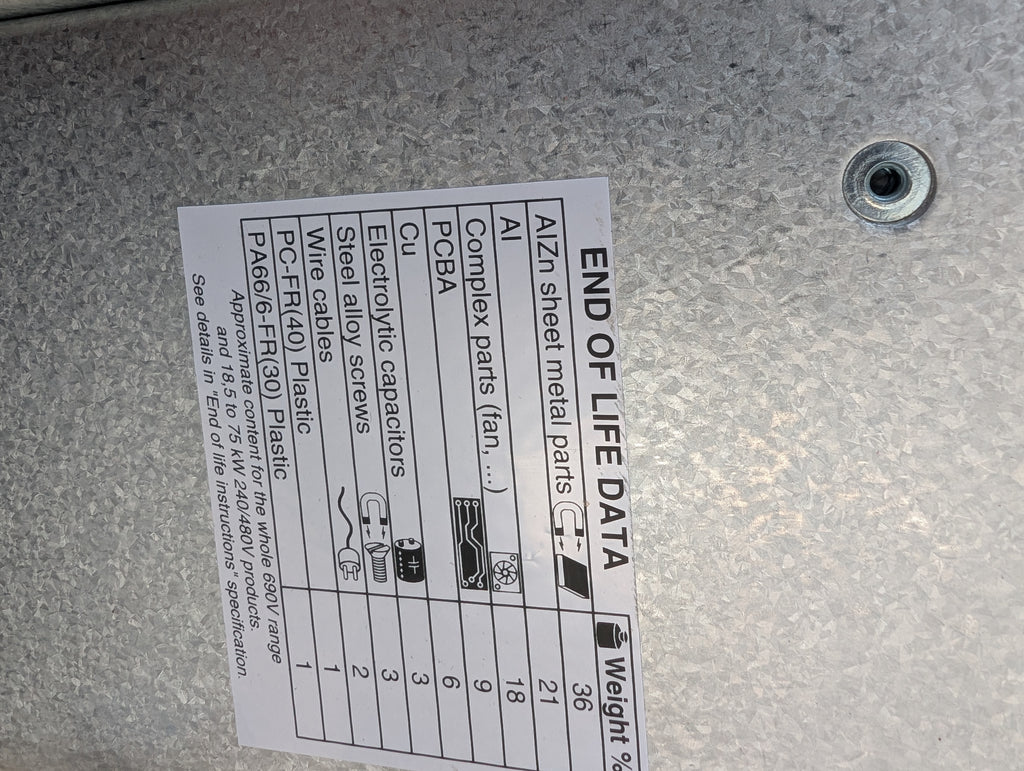 END OF LIFE DATA Weight %
AlZn sheet metal parts 36
Al 21
Complex parts (fan, ...) 18
PCBA 9
Cu 6
Electrolytic capacitors 3
Steel alloy screws 3
Wire cables 2
PC-FR(40) Plastic 1
PA66/6-FR(30) Plastic 1
Approximate content for the whole 690V range
and 18,5 to 75 kW 240/480V products.
See details in "End of life instructions" specification.